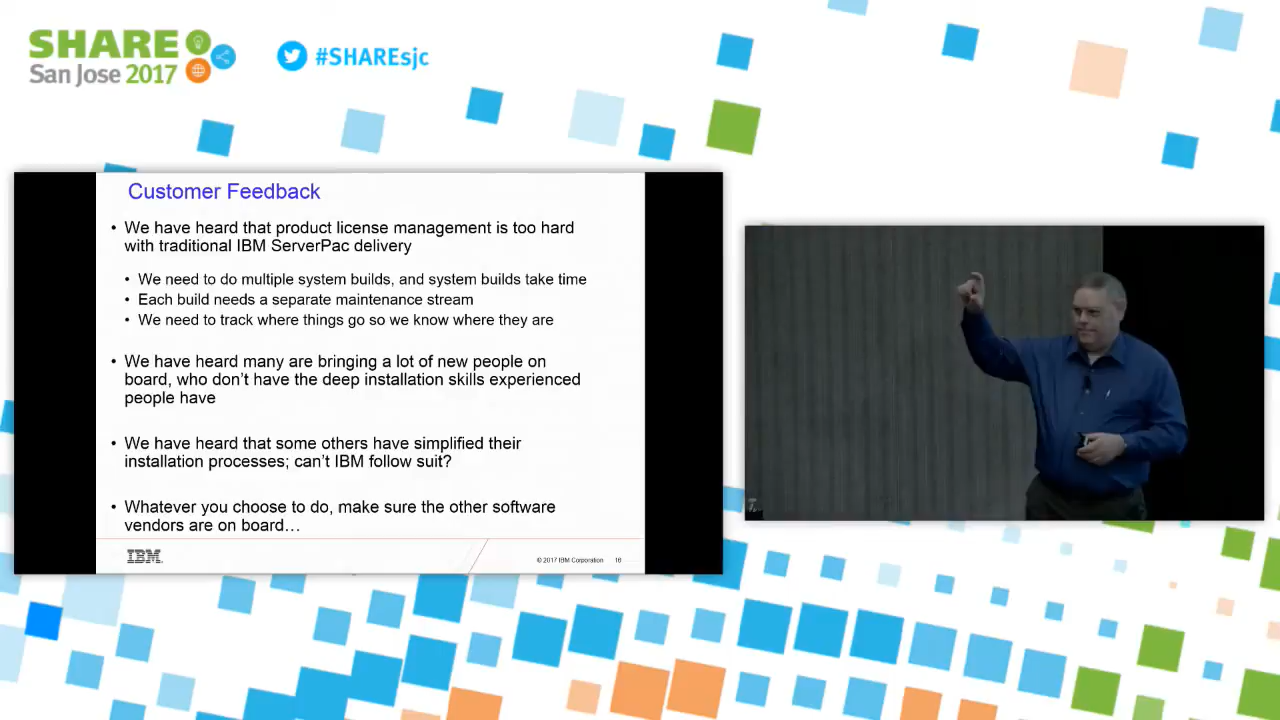 SHARE
San Jose 2017
#SHAREsjc
Customer Feedback
• We have heard that product license management is too hard
with traditional IBM ServerPac delivery
• We need to do multiple system builds, and system builds take time
• Each build needs a separate maintenance stream
• We need to track where things go so we know where they are
• We have heard many are bringing a lot of new people on
board, who don't have the deep installation skills experienced
people have
• We have heard that some others have simplified their
installation processes; can't IBM follow suit?
• Whatever you choose to do, make sure the other software
vendors are on board…
IBM
© 2017 IBM Corporation 16